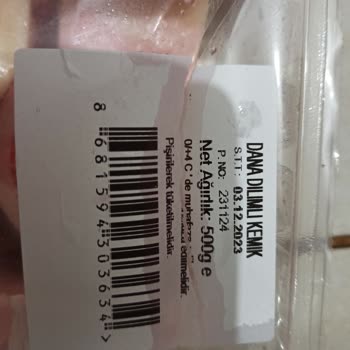 DANA DİLİMLİ KEMİK
S.T.T.: 03.12.2023
P. NO: 231124
Net Ağırlık: 500g e
0/+4 C ' de muhafaza edilmelidir.
Pişirilerek tüketilmelidir.
8 681594 303634 >